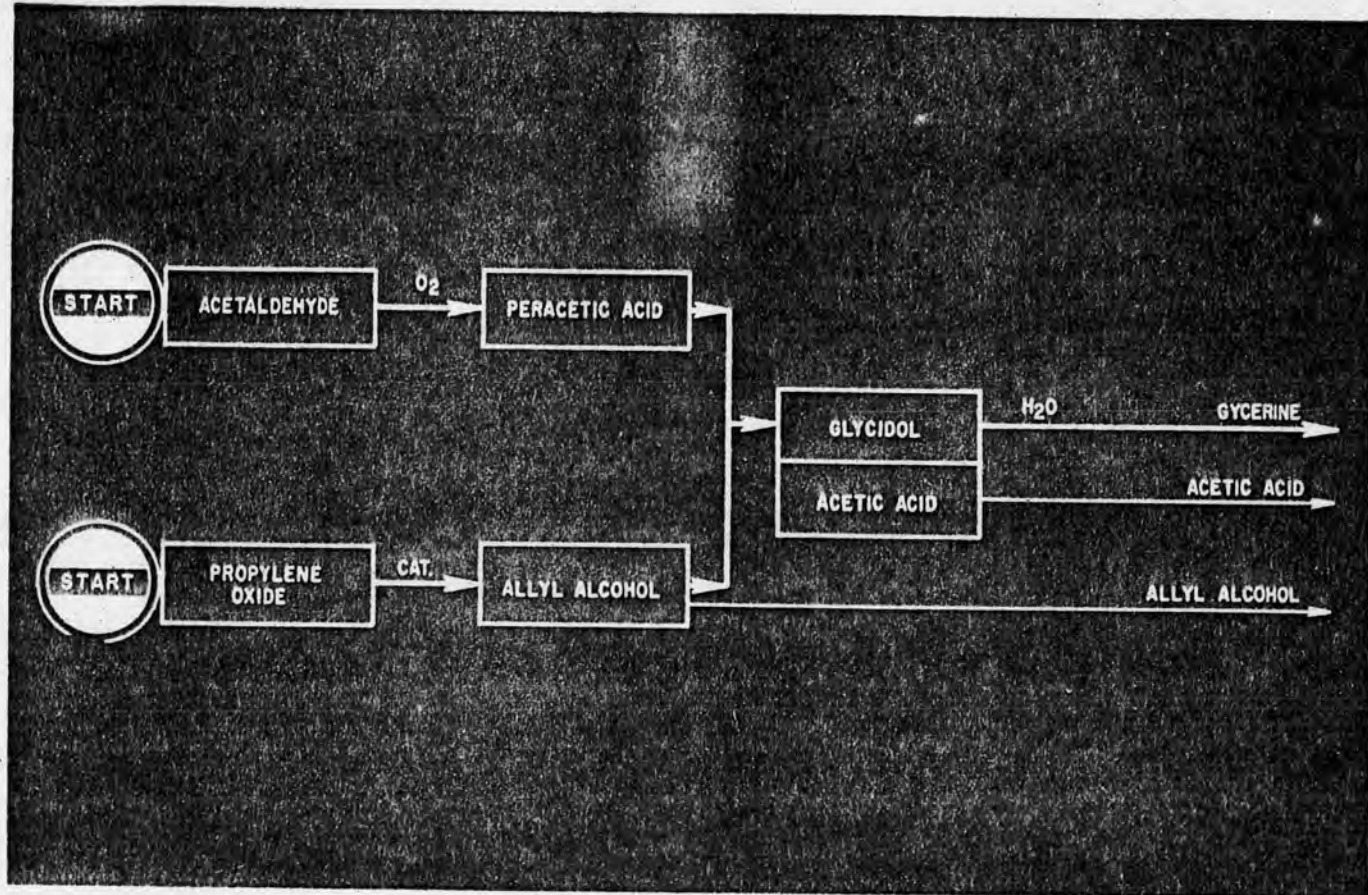 START
ACETALDEHYDE
O2
PERACETIC ACID
GLYCIDOL
H2O
GYCERINE
ACETIC ACID
ACETIC ACID
START
PROPYLENE
OXIDE
CAT.
ALLYL ALCOHOL
ALLYL ALCOHOL